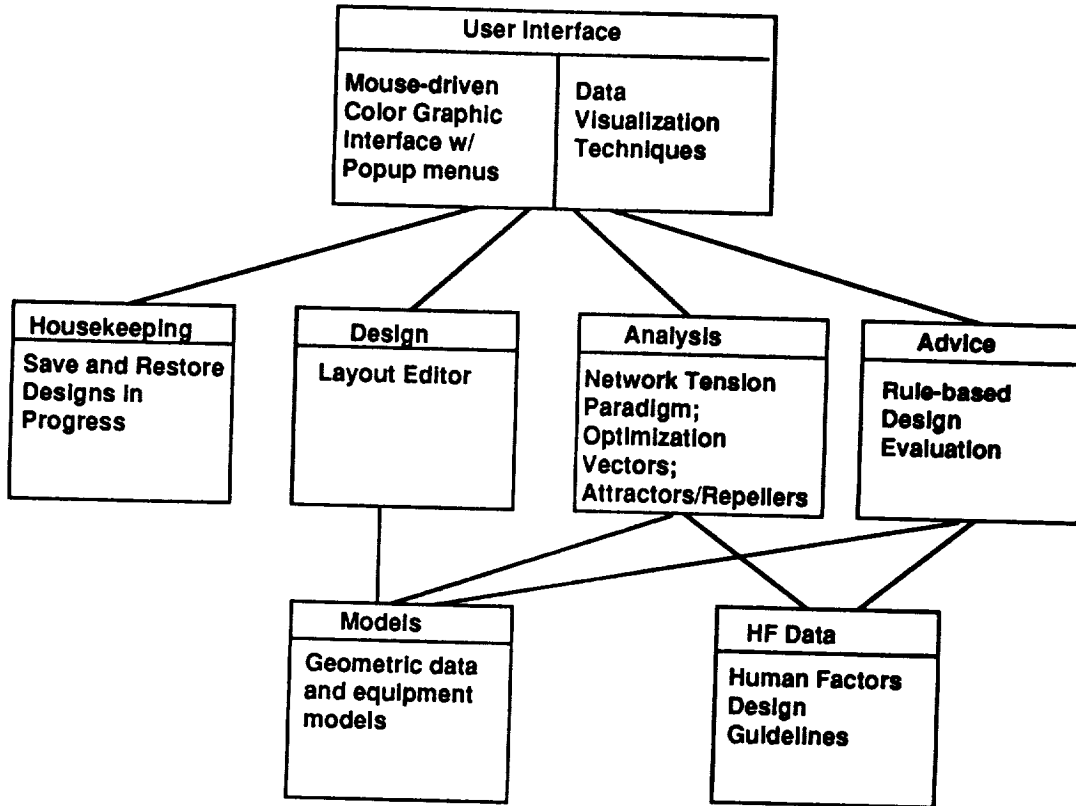 User Interface
Mouse-driven
Color Graphic
Interface w/
Popup menus
Data
Visualization
Techniques
Housekeeping
Save and Restore
Designs in
Progress
Design
Layout Editor
Analysis
Network Tension
Paradigm;
Optimization
Vectors;
Attractors/Repellers
Advice
Rule-based
Design
Evaluation
Models
Geometric data
and equipment
models
HF Data
Human Factors
Design
Guidelines